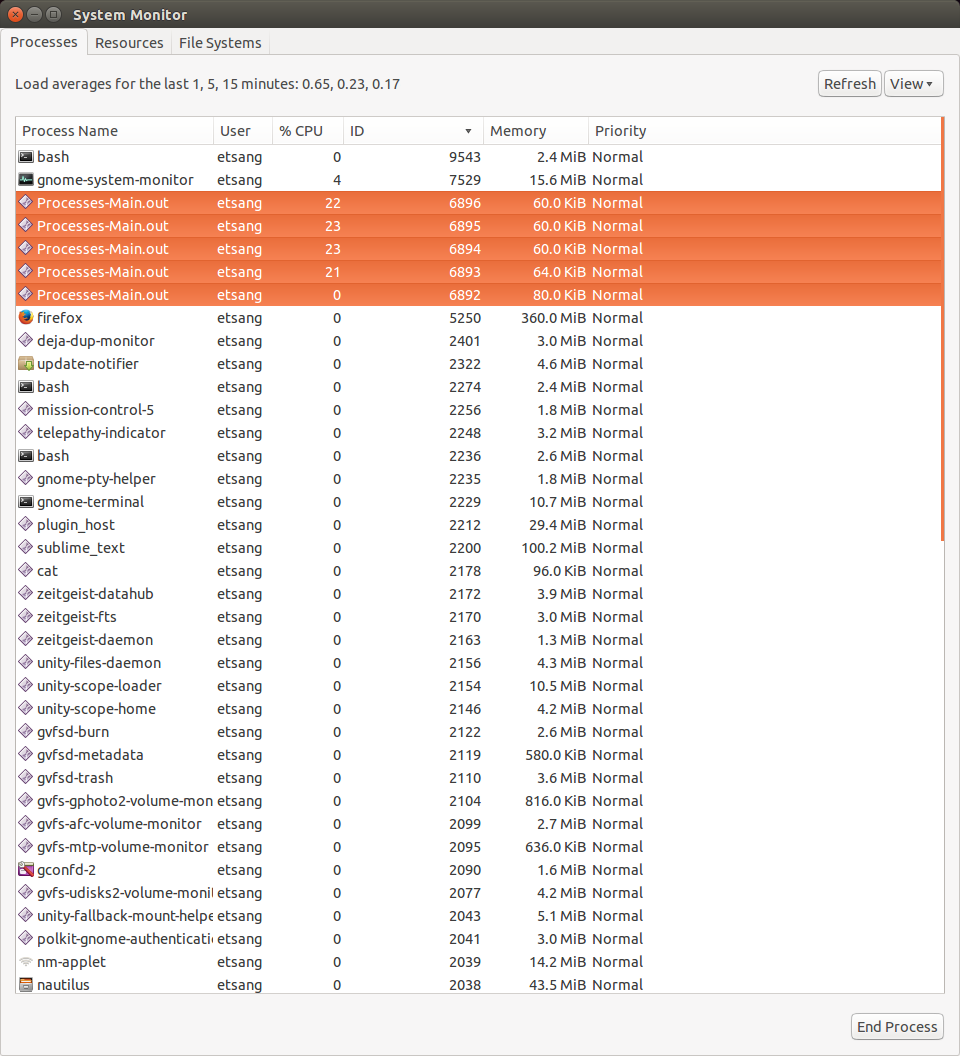 System Monitor
Processes Resources File Systems
Load averages for the last 1, 5, 15 minutes: 0.65, 0.23, 0.17 Refresh View
Process Name User % CPU ID Memory Priority
bash etsang 0 9543 2.4 MiB Normal
gnome-system-monitor etsang 4 7529 15.6 MiB Normal
Processes-Main.out etsang 22 6896 60.0 KiB Normal
Processes-Main.out etsang 23 6895 60.0 KiB Normal
Processes-Main.out etsang 23 6894 60.0 KiB Normal
Processes-Main.out etsang 21 6893 64.0 KiB Normal
Processes-Main.out etsang 0 6892 80.0 KiB Normal
firefox etsang 0 5250 360.0 MiB Normal
deja-dup-monitor etsang 0 2401 3.0 MiB Normal
update-notifier etsang 0 2322 4.6 MiB Normal
bash etsang 0 2274 2.4 MiB Normal
mission-control-5 etsang 0 2256 1.8 MiB Normal
telepathy-indicator etsang 0 2248 3.2 MiB Normal
bash etsang 0 2236 2.6 MiB Normal
gnome-pty-helper etsang 0 2235 1.8 MiB Normal
gnome-terminal etsang 0 2229 10.7 MiB Normal
plugin_host etsang 0 2212 29.4 MiB Normal
sublime_text etsang 0 2200 100.2 MiB Normal
cat etsang 0 2178 96.0 KiB Normal
zeitgeist-datahub etsang 0 2172 3.9 MiB Normal
zeitgeist-fts etsang 0 2170 3.0 MiB Normal
zeitgeist-daemon etsang 0 2163 1.3 MiB Normal
unity-files-daemon etsang 0 2156 4.3 MiB Normal
unity-scope-loader etsang 0 2154 10.5 MiB Normal
unity-scope-home etsang 0 2146 4.2 MiB Normal
gvfsd-burn etsang 0 2122 2.6 MiB Normal
gvfsd-metadata etsang 0 2119 580.0 KiB Normal
gvfsd-trash etsang 0 2110 3.6 MiB Normal
gvfs-gphoto2-volume-mon etsang 0 2104 816.0 KiB Normal
gvfs-afc-volume-monitor etsang 0 2099 2.7 MiB Normal
gvfs-mtp-volume-monitor etsang 0 2095 636.0 KiB Normal
gconfd-2 etsang 0 2090 1.6 MiB Normal
gvfs-udisks2-volume-monit etsang 0 2077 4.2 MiB Normal
unity-fallback-mount-helpe etsang 0 2043 5.1 MiB Normal
polkit-gnome-authenticati etsang 0 2041 3.0 MiB Normal
nm-applet etsang 0 2039 14.2 MiB Normal
nautilus etsang 0 2038 43.5 MiB Normal
End Process